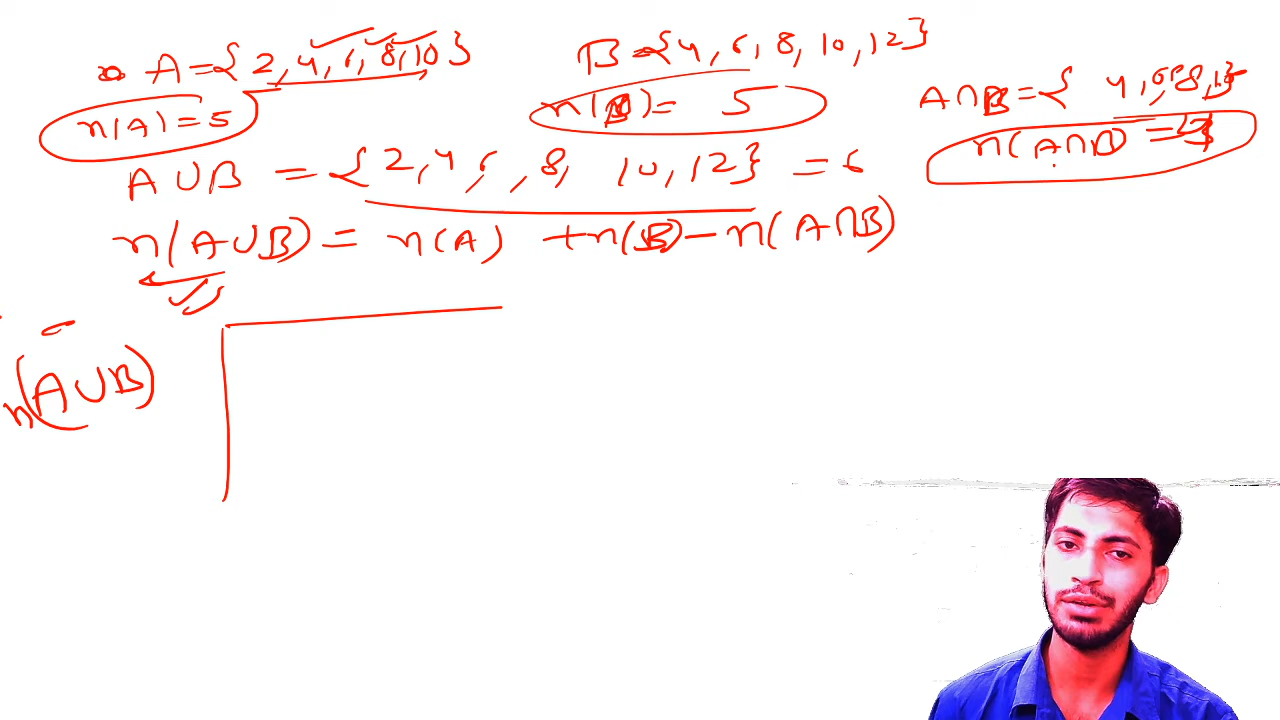 A = {2, 4, 6, 8, 10}
B = {4, 6, 8, 10, 12}
n(A) = 5
n(B) = 5
A∩B = { 4, 6, 8,
n(A∩B) =
A∪B = {2, 4, 6, 8, 10, 12} = 6
n(A∪B) = n(A) + n(B) - n(A∩B)
n(A∪B)